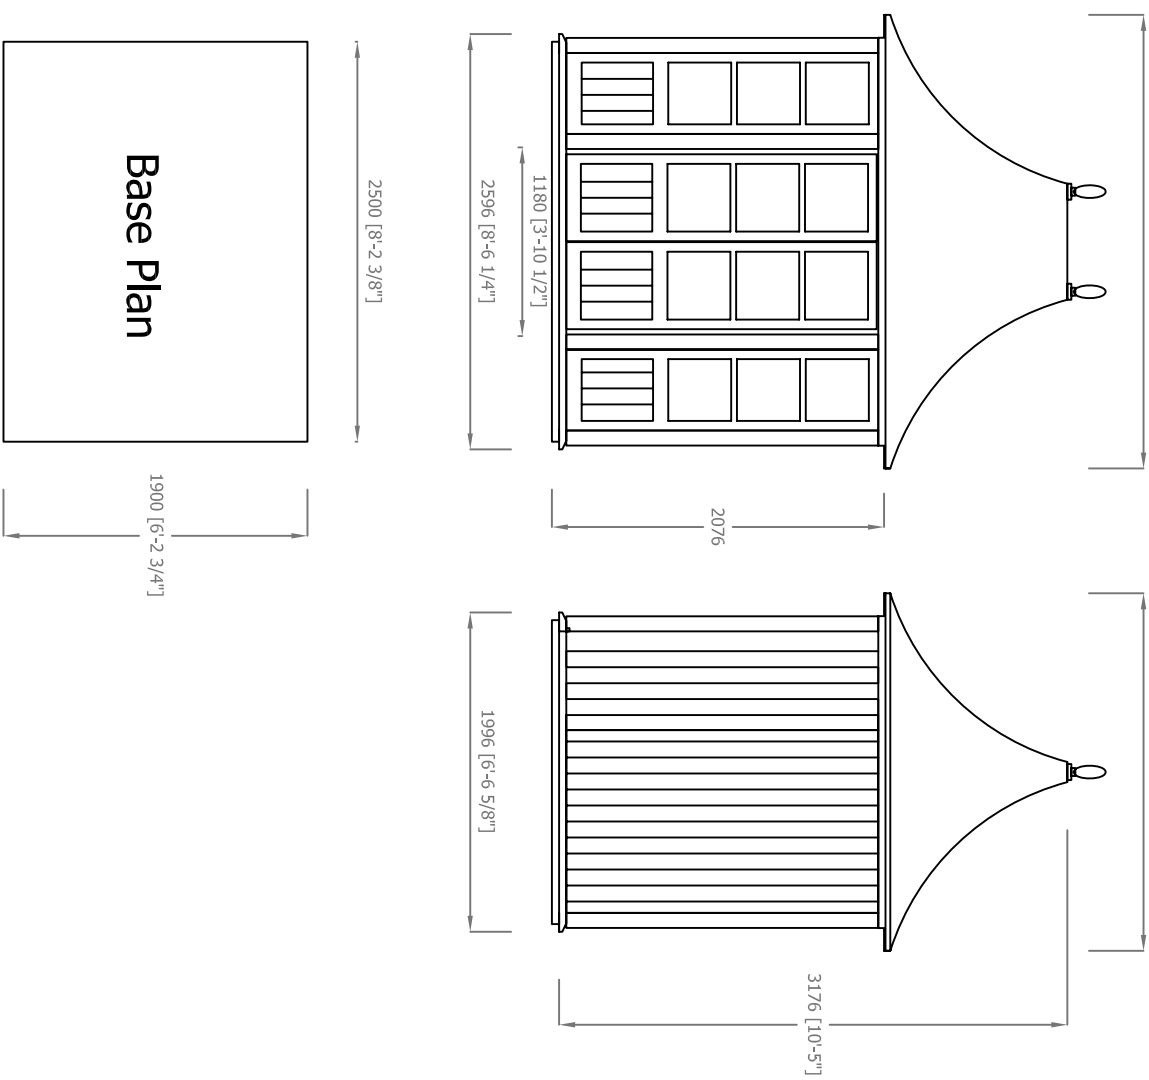 2076
3176 [10'-5"]
1180 [3'-10 1/2"]
2596 [8'-6 1/4"]
1996 [6'-6 5/8"]
2500 [8'-2 3/8"]
Base Plan
1900 [6'-2 3/4"]